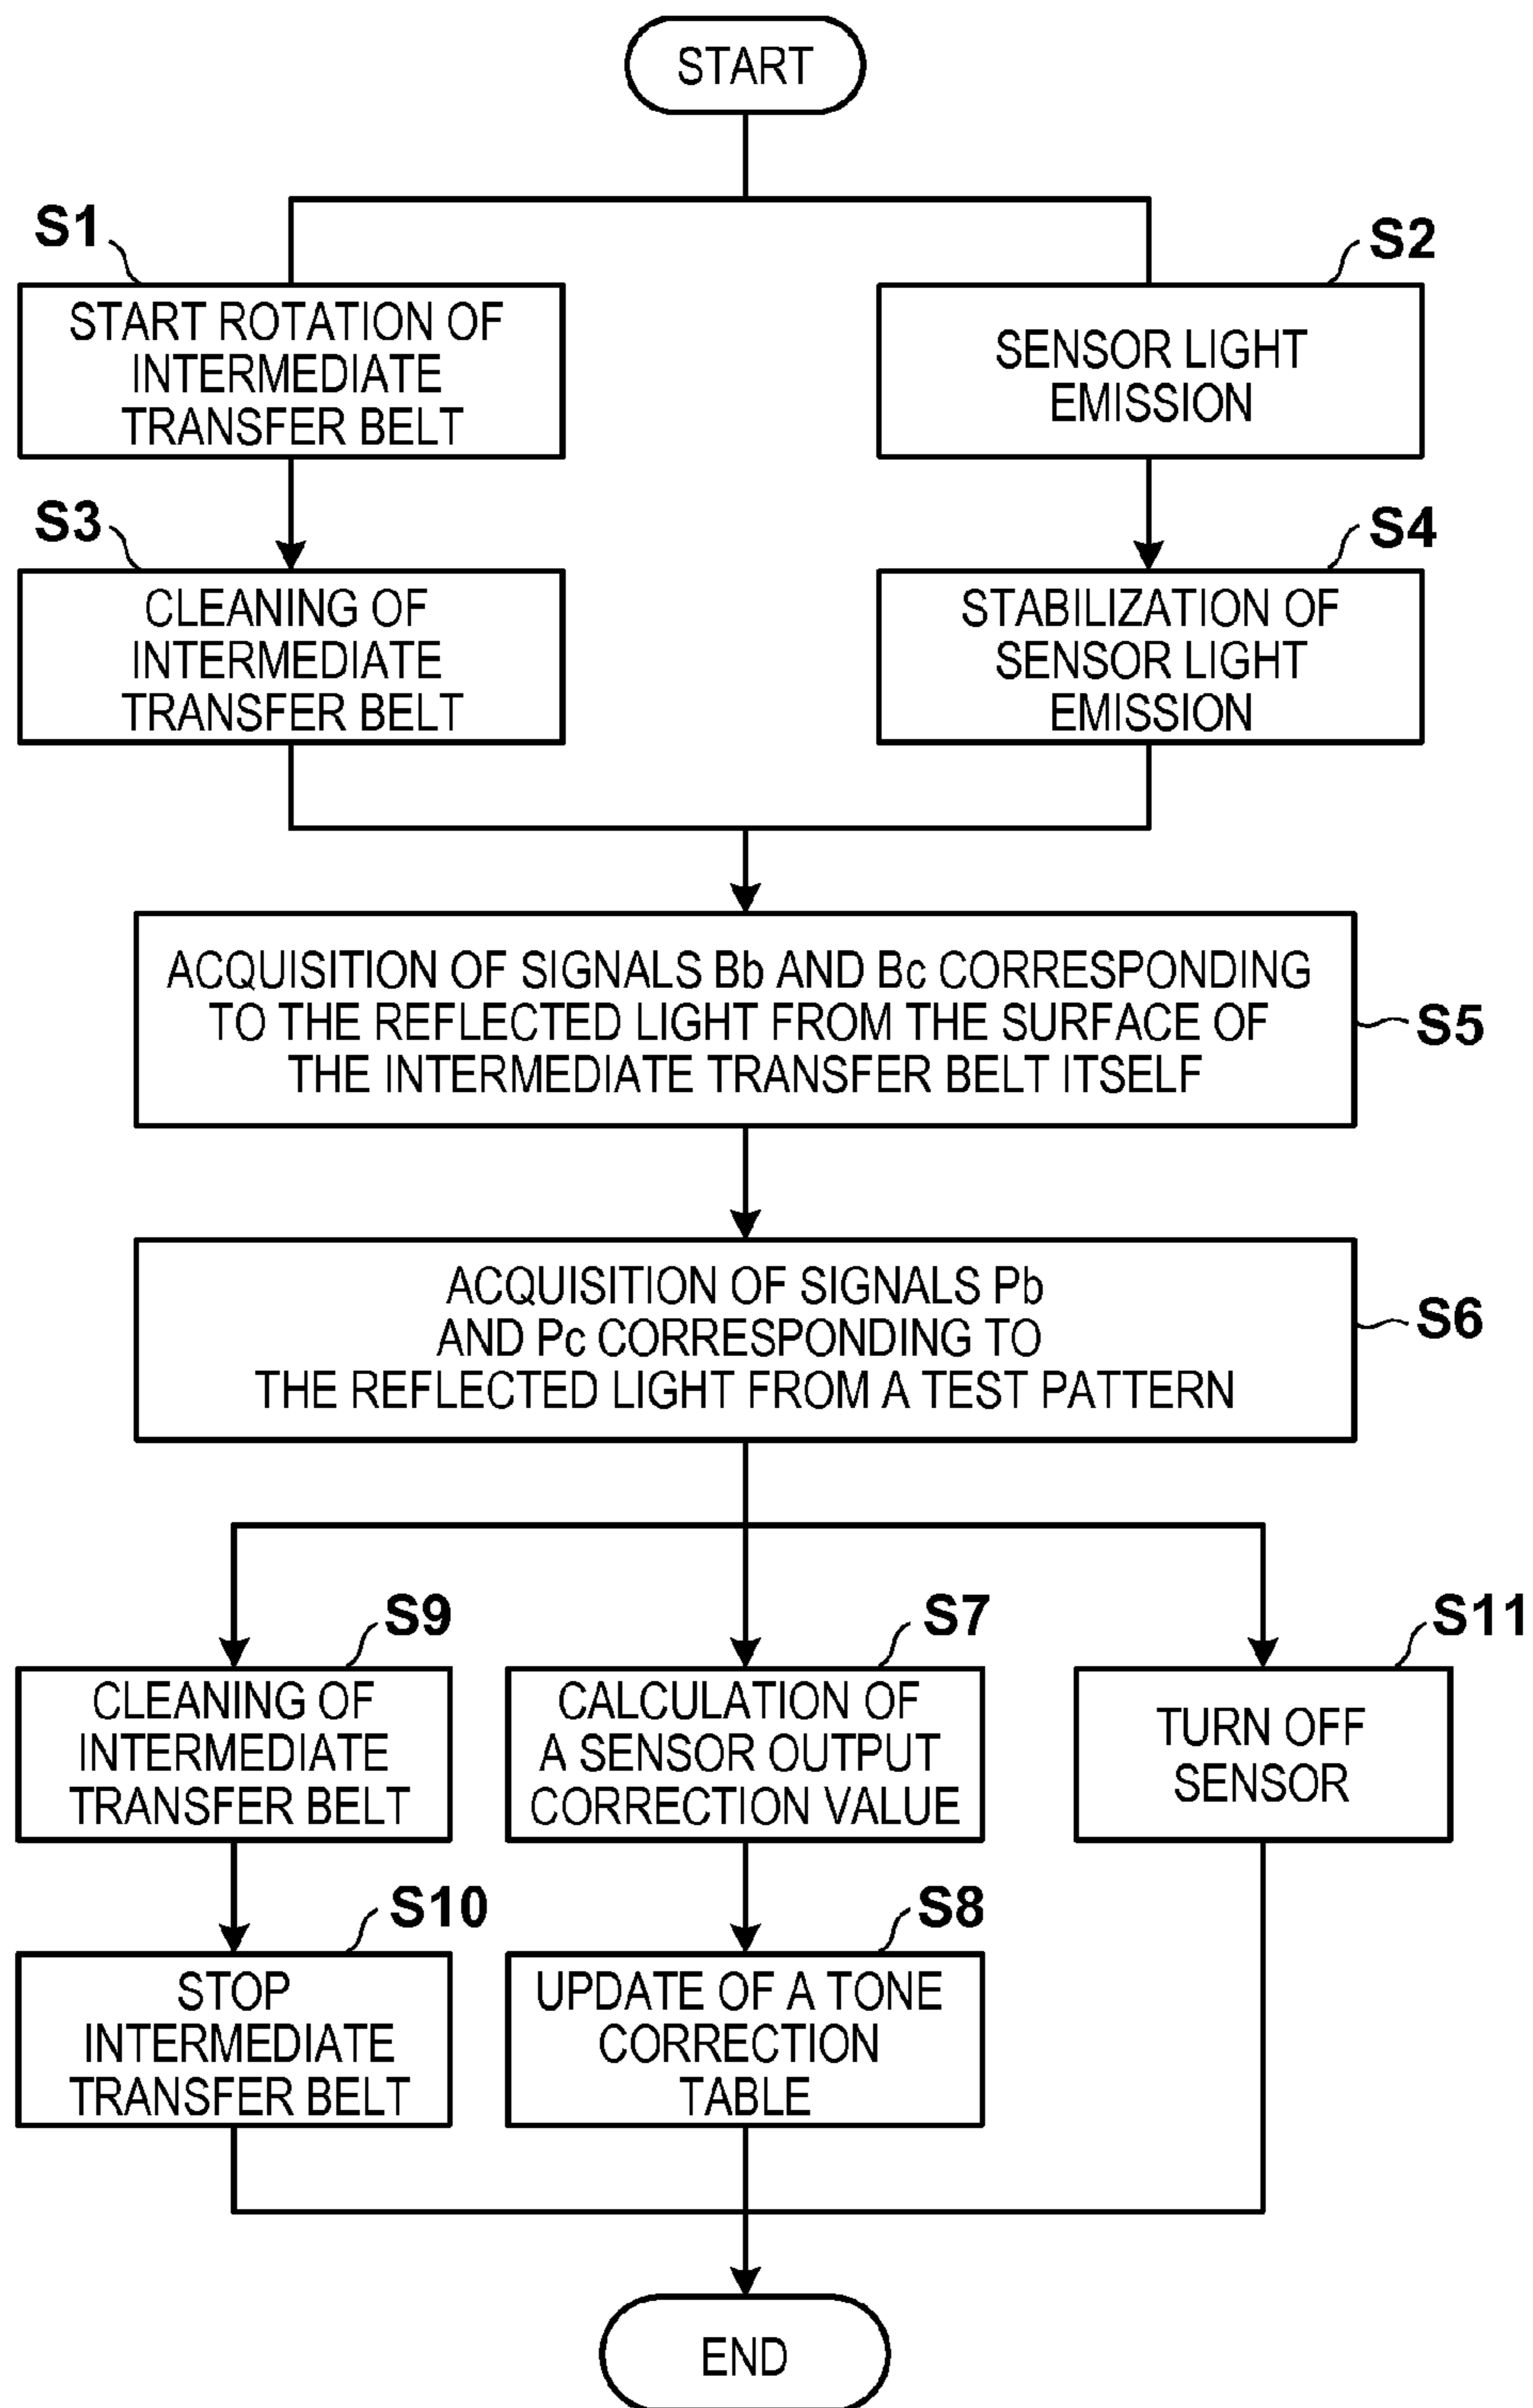 START
S1
START ROTATION OF
INTERMEDIATE
TRANSFER BELT
S2
SENSOR LIGHT
EMISSION
S3
CLEANING OF
INTERMEDIATE
TRANSFER BELT
S4
STABILIZATION OF
SENSOR LIGHT
EMISSION
ACQUISITION OF SIGNALS Bb AND Bc CORRESPONDING
TO THE REFLECTED LIGHT FROM THE SURFACE OF
THE INTERMEDIATE TRANSFER BELT ITSELF
S5
ACQUISITION OF SIGNALS Pb
AND Pc CORRESPONDING TO
THE REFLECTED LIGHT FROM A TEST PATTERN
S6
S9
CLEANING OF
INTERMEDIATE
TRANSFER BELT
S7
CALCULATION OF
A SENSOR OUTPUT
CORRECTION VALUE
S11
TURN OFF
SENSOR
S10
STOP
INTERMEDIATE
TRANSFER BELT
S8
UPDATE OF A TONE
CORRECTION
TABLE
END